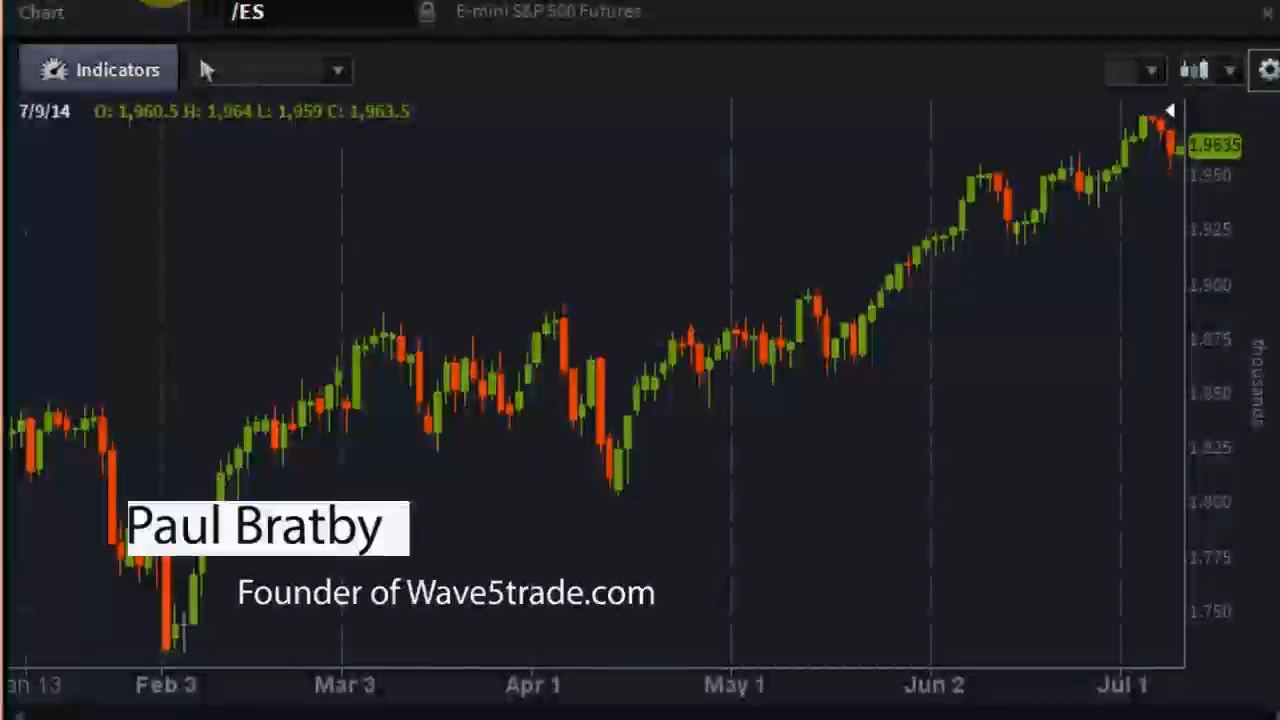 Chart
/ES
E-mini S&P 500 Futures
Indicators
7/9/14 O: 1,960.5 H: 1,964 L: 1,959 C: 1,963.5
1.9635
1.950
1.925
1.900
1.875
1.850
1.825
1.800
1.775
1.750
thousands
Paul Bratby
Founder of Wave5trade.com
an 13 Feb 3 Mar 3 Apr 1 May 1 Jun 2 Jul 1